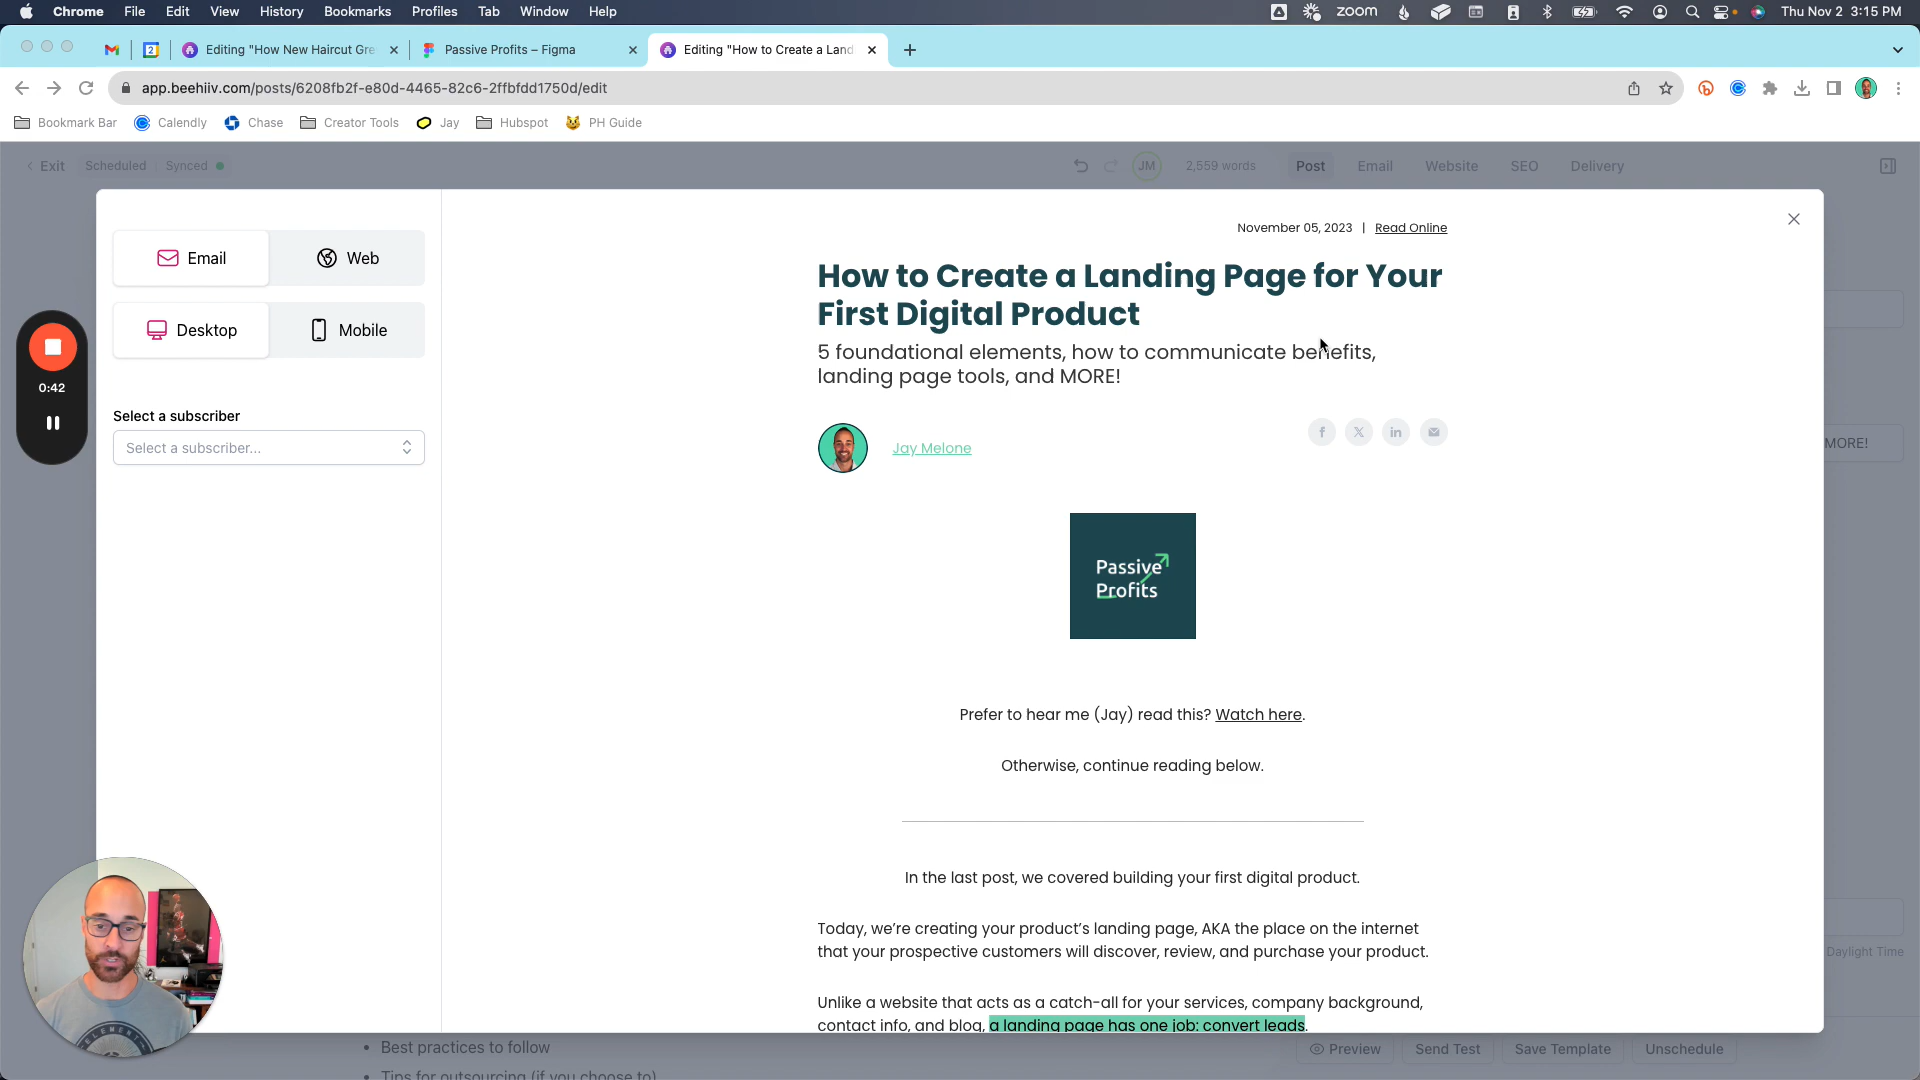 Chrome File Edit View History Bookmarks Profiles Tab Window Help zoom Thu Nov 2 3:15 PM
2 Editing "How New Haircut Gre Passive Profits – Figma Editing "How to Create a Land
app.beehiiv.com/posts/6208fb2f-e80d-4465-82c6-2ffbfdd1750d/edit
Bookmark Bar Calendly Chase Creator Tools Jay Hubspot PH Guide
Exit Scheduled Synced JM 2,559 words Post Email Website SEO Delivery
Email Web
Desktop Mobile
0:42
Select a subscriber
Select a subscriber...
November 05, 2023 | Read Online
How to Create a Landing Page for Your
First Digital Product
5 foundational elements, how to communicate benefits,
landing page tools, and MORE!
Jay Melone
MORE!
Passive
Profits
Prefer to hear me (Jay) read this? Watch here.
Otherwise, continue reading below.
In the last post, we covered building your first digital product.
Today, we're creating your product's landing page, AKA the place on the internet
that your prospective customers will discover, review, and purchase your product.
Daylight Time
Unlike a website that acts as a catch-all for your services, company background,
contact info, and blog, a landing page has one job: convert leads.
Best practices to follow
Tips for outsourcing (if you choose to)
Preview Send Test Save Template Unschedule